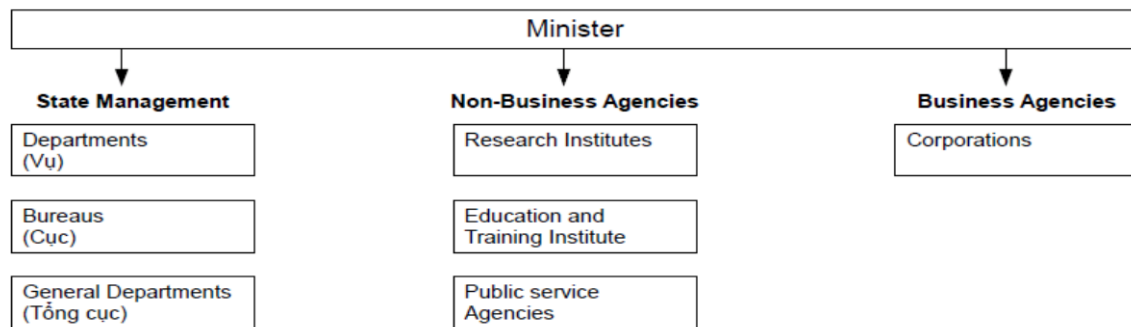 Minister
State Management
Non-Business Agencies
Business Agencies
Departments
(Vụ)
Research Institutes
Corporations
Bureaus
(Cục)
Education and
Training Institute
General Departments
(Tổng cục)
Public service
Agencies